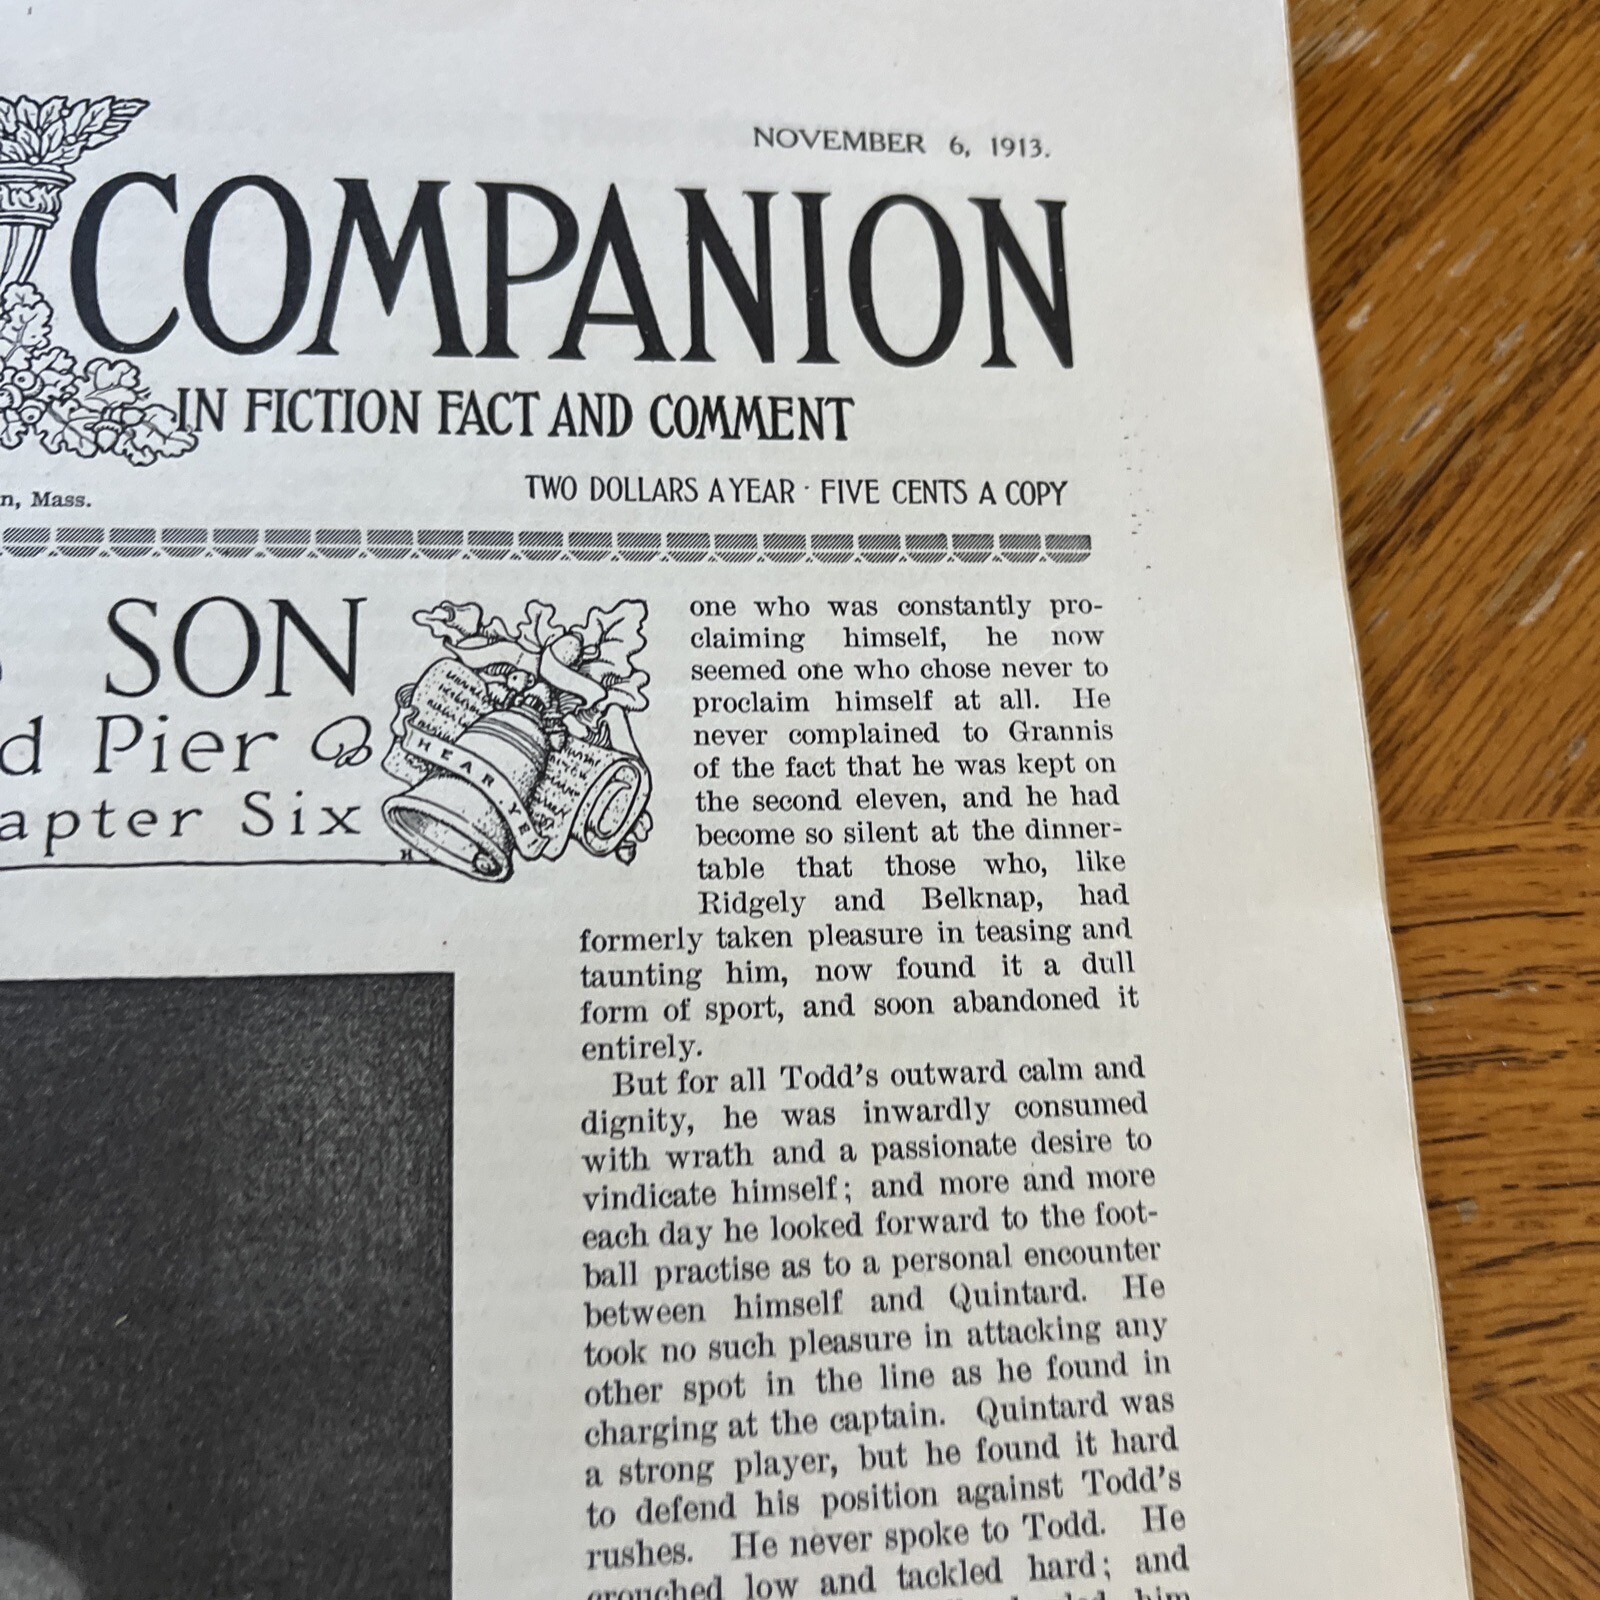 NOVEMBER 6, 1913.
COMPANION
IN FICTION FACT AND COMMENT
n, Mass.
TWO DOLLARS A YEAR · FIVE CENTS A COPY
SON
d Pier
apter Six
HEAR·YE
H
one who was constantly pro-
claiming himself, he now
seemed one who chose never to
proclaim himself at all. He
never complained to Grannis
of the fact that he was kept on
the second eleven, and he had
become so silent at the dinner-
table that those who, like
Ridgely and Belknap, had
formerly taken pleasure in teasing and
taunting him, now found it a dull
form of sport, and soon abandoned it
entirely.
But for all Todd's outward calm and
dignity, he was inwardly consumed
with wrath and a passionate desire to
vindicate himself; and more and more
each day he looked forward to the foot-
ball practise as to a personal encounter
between himself and Quintard. He
took no such pleasure in attacking any
other spot in the line as he found in
charging at the captain. Quintard was
a strong player, but he found it hard
to defend his position against Todd's
rushes. He never spoke to Todd. He
crouched low and tackled hard; and
him